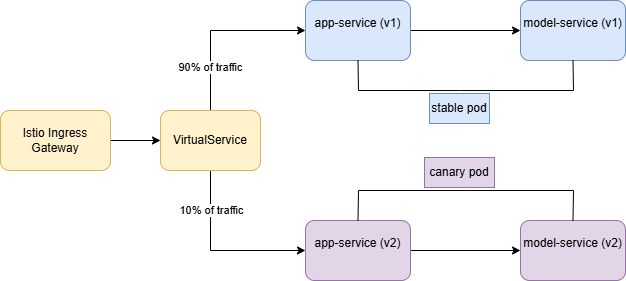 app-service (v1)
model-service (v1)
90% of traffic
stable pod
Istio Ingress
Gateway
VirtualService
canary pod
10% of traffic
app-service (v2)
model-service (v2)